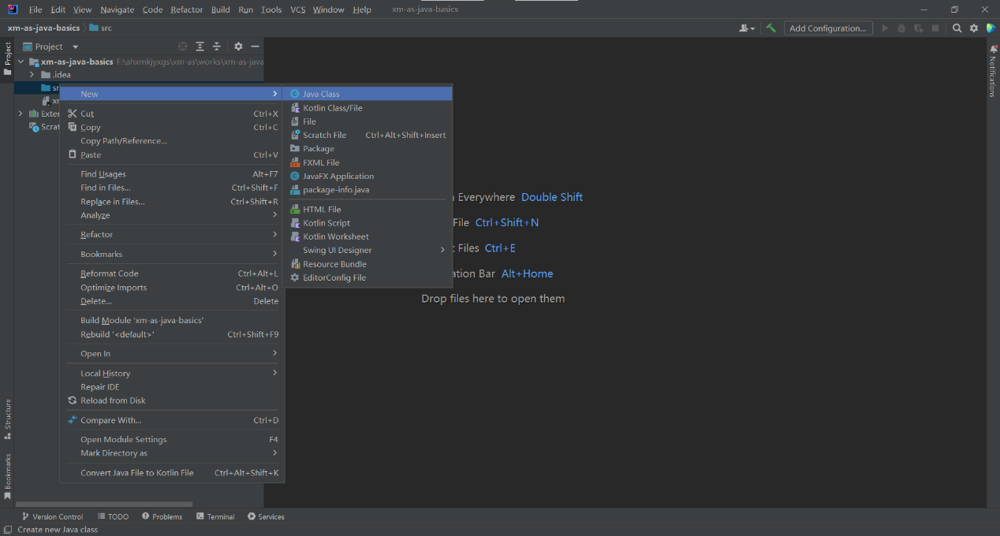 File Edit View Navigate Code Refactor Build Run Tools VCS Window Help xm-as-java-basics
xm-as-java-basics src Add Configuration...
Project
Project
xm-as-java-basics F:\ahxmkjyxgs\xm-as\works\xm-as-java
.idea
sr
xr
Exter
Scrat
New
Cut Ctrl+X
Copy Ctrl+C
Copy Path/Reference...
Paste Ctrl+V
Find Usages Alt+F7
Find in Files... Ctrl+Shift+F
Replace in Files... Ctrl+Shift+R
Analyze
Refactor
Bookmarks
Reformat Code Ctrl+Alt+L
Optimize Imports Ctrl+Alt+O
Delete... Delete
Build Module 'xm-as-java-basics'
Rebuild '<default>' Ctrl+Shift+F9
Open In
Local History
Repair IDE
Reload from Disk
Compare With... Ctrl+D
Open Module Settings F4
Mark Directory as
Convert Java File to Kotlin File Ctrl+Alt+Shift+K
Java Class
Kotlin Class/File
File
Scratch File Ctrl+Alt+Shift+Insert
Package
FXML File
JavaFX Application
package-info.java
HTML File
Kotlin Script
Kotlin Worksheet
Swing UI Designer
Resource Bundle
EditorConfig File
Everywhere Double Shift
File Ctrl+Shift+N
Files Ctrl+E
ation Bar Alt+Home
Drop files here to open them
Notifications
Structure
Bookmarks
Version Control TODO Problems Terminal Services
Create new Java class